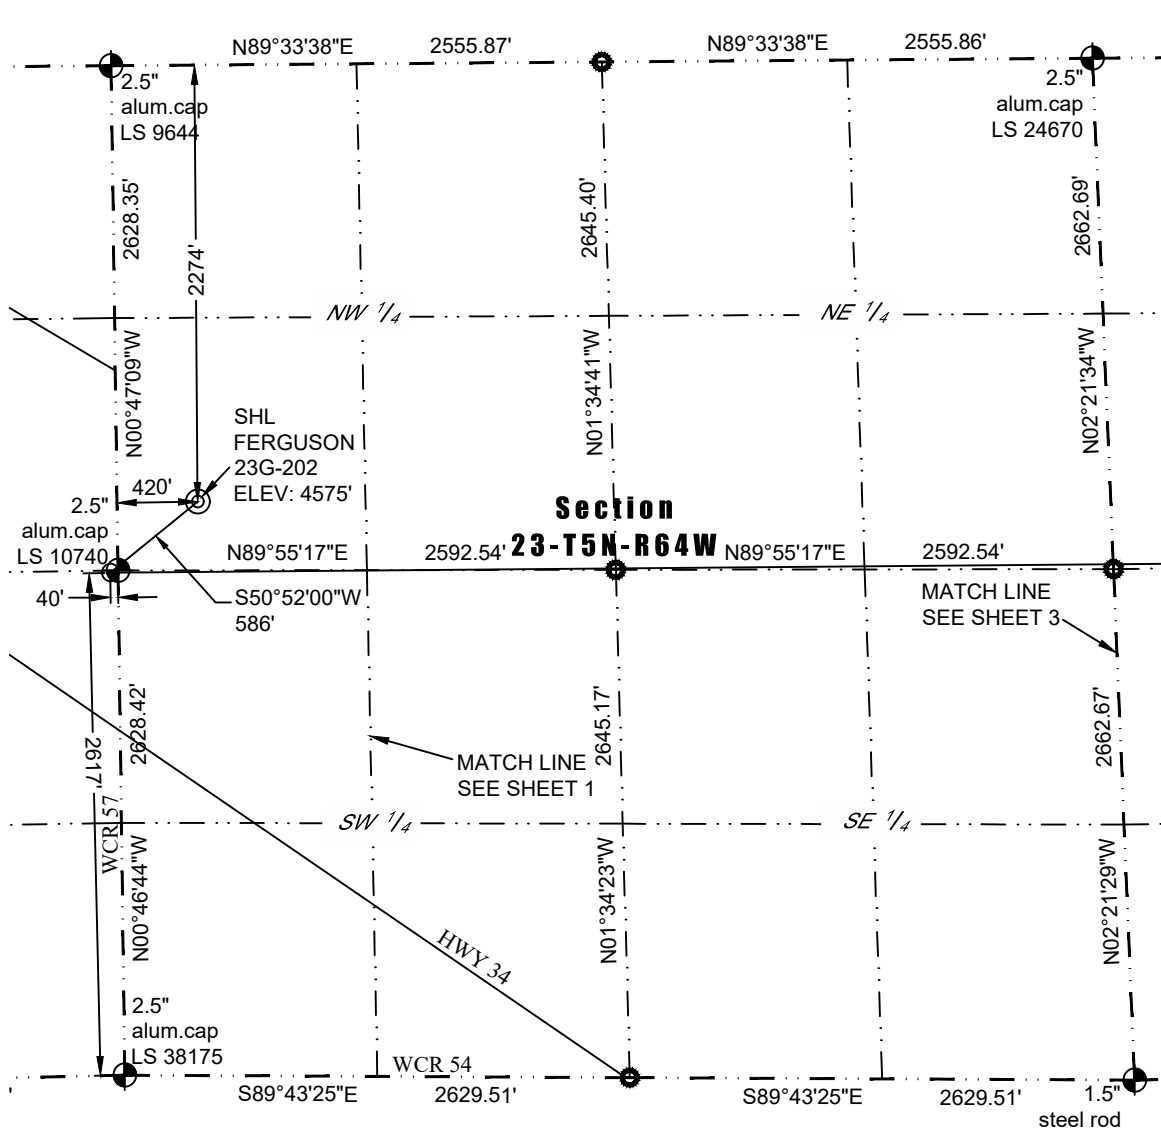 N89°33'38"E
2555.87'
N89°33'38"E
2555.86'
2.5"
alum.cap
LS 9644
2.5"
alum.cap
LS 24670
2628.35'
N00°47'09"W
2274'
2645.40'
N01°34'41"W
2662.69'
N02°21'34"W
NW 1/4
NE 1/4
SHL
FERGUSON
23G-202
ELEV: 4575'
420'
2.5"
alum.cap
LS 10740
Section
23-T5N-R64W
N89°55'17"E
2592.54'
N89°55'17"E
2592.54'
40'
S50°52'00"W
586'
MATCH LINE
SEE SHEET 3
2628.42'
N00°46'44"W
2617'
WCR 57
2645.17'
N01°34'23"W
2662.67'
N02°21'29"W
MATCH LINE
SEE SHEET 1
SW 1/4
SE 1/4
HWY 34
2.5"
alum.cap
LS 38175
WCR 54
S89°43'25"E
2629.51'
S89°43'25"E
2629.51'
1.5"
steel rod